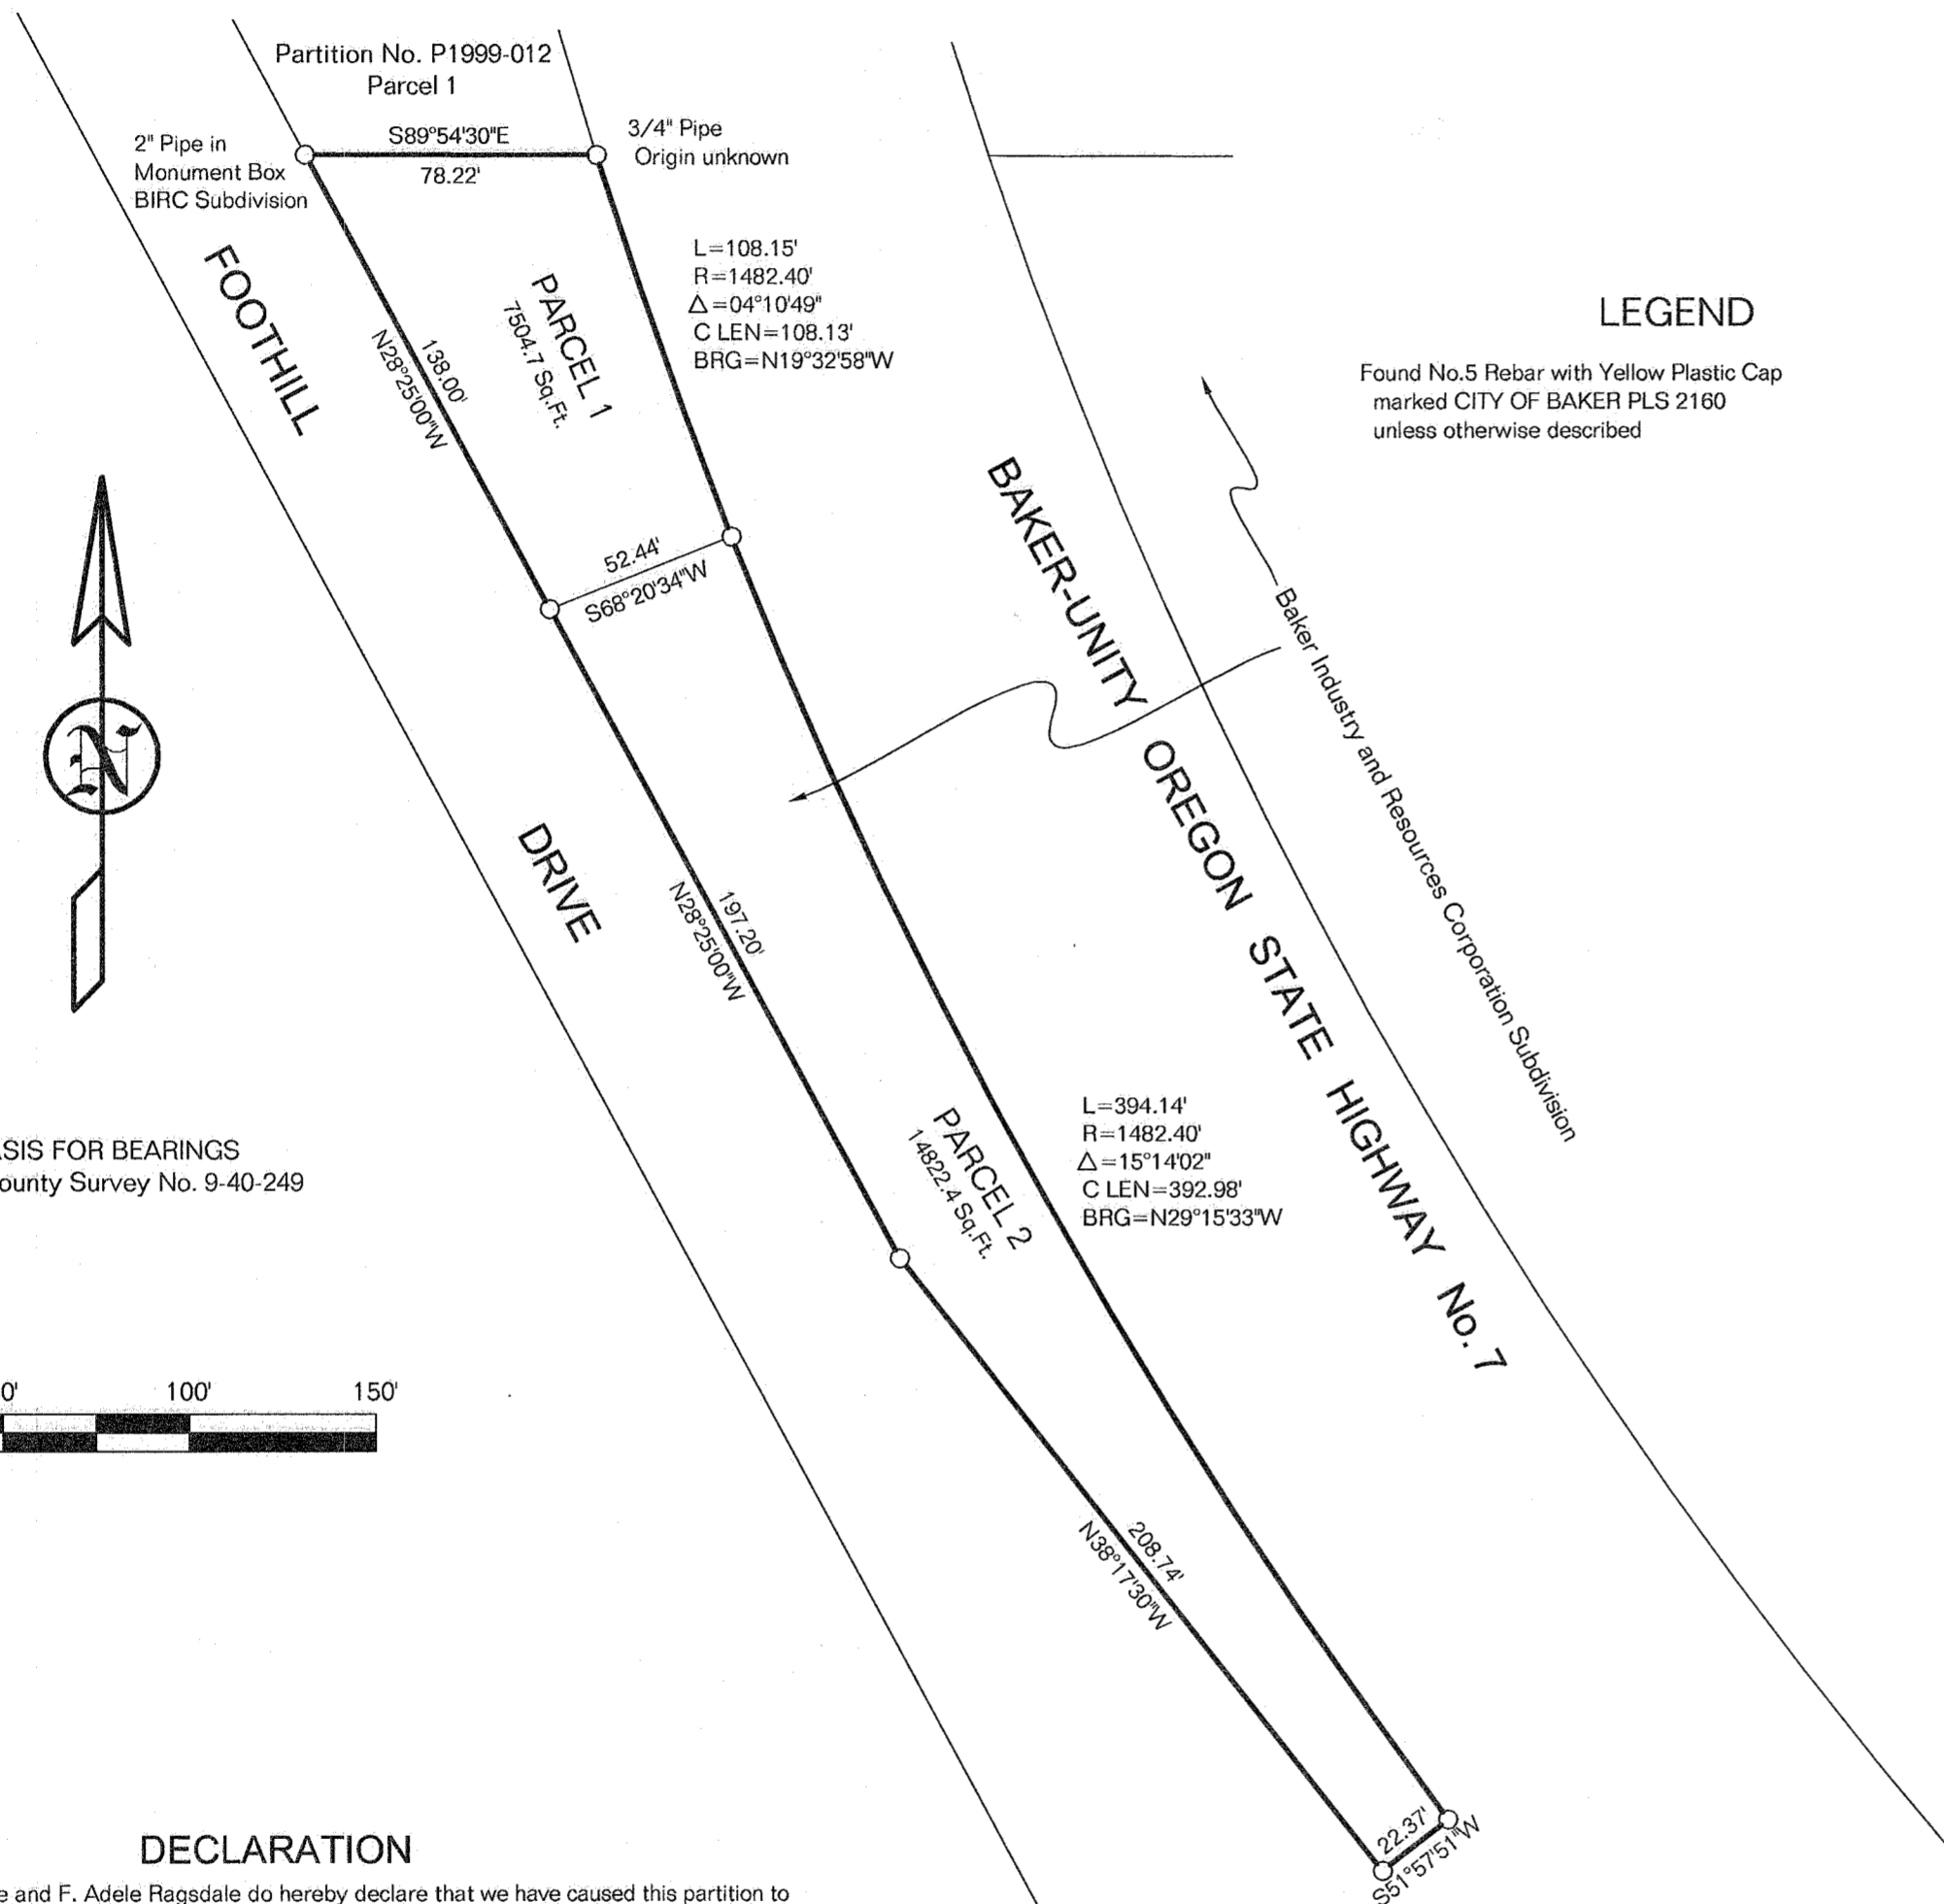 Partition No. P1999-012
Parcel 1
2" Pipe in
Monument Box
BIRC Subdivision
S89°54'30"E
78.22'
3/4" Pipe
Origin unknown
L=108.15'
R=1482.40'
Δ=04°10'49"
C LEN=108.13'
BRG=N19°32'58"W
LEGEND
Found No.5 Rebar with Yellow Plastic Cap
marked CITY OF BAKER PLS 2160
unless otherwise described
FOOTHILL DRIVE
138.00'
N28°25'00"W
PARCEL 1
7504.7 Sq.Ft.
52.44'
S68°20'34"W
BAKER-UNITY OREGON STATE HIGHWAY No. 7
Baker Industry and Resources Corporation Subdivision
N
197.20'
N28°25'00"W
PARCEL 2
14822.4 Sq.Ft.
L=394.14'
R=1482.40'
Δ=15°14'02"
C LEN=392.98'
BRG=N29°15'33"W
ASIS FOR BEARINGS
ounty Survey No. 9-40-249
0' 100' 150'
208.74'
N38°17'30"W
22.37'
S51°57'51"W
DECLARATION
e and F. Adele Ragsdale do hereby declare that we have caused this partition to